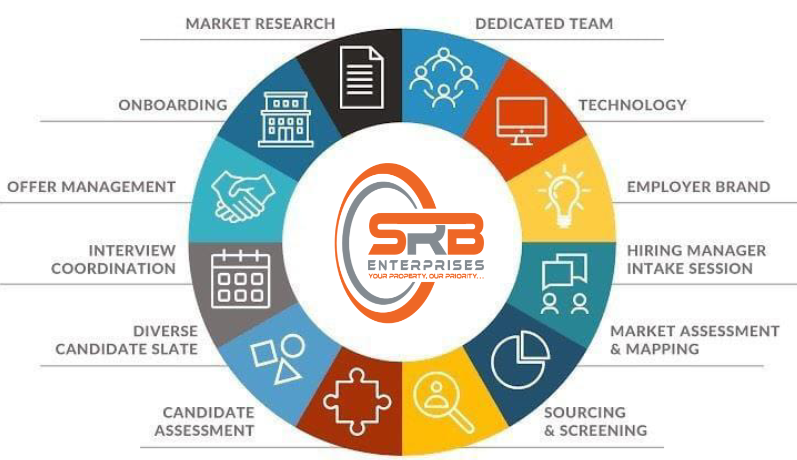 MARKET RESEARCH
DEDICATED TEAM
ONBOARDING
TECHNOLOGY
OFFER MANAGEMENT
EMPLOYER BRAND
INTERVIEW
COORDINATION
HIRING MANAGER
INTAKE SESSION
SRB
ENTERPRISES
YOUR PROPERTY, OUR PRIORITY....
DIVERSE
CANDIDATE SLATE
MARKET ASSESSMENT
& MAPPING
CANDIDATE
ASSESSMENT
SOURCING
& SCREENING